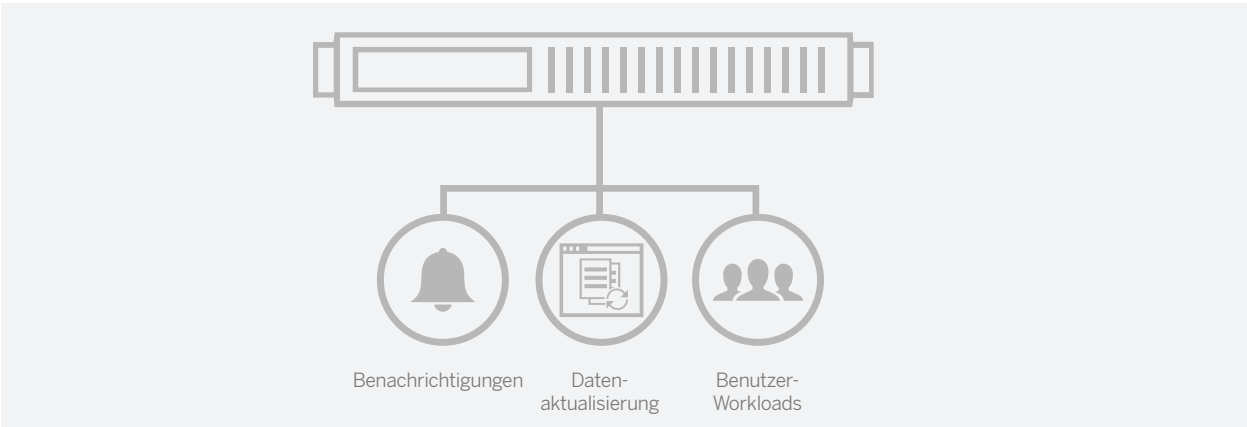 Benachrichtigungen
Daten-
aktualisierung
Benutzer-
Workloads